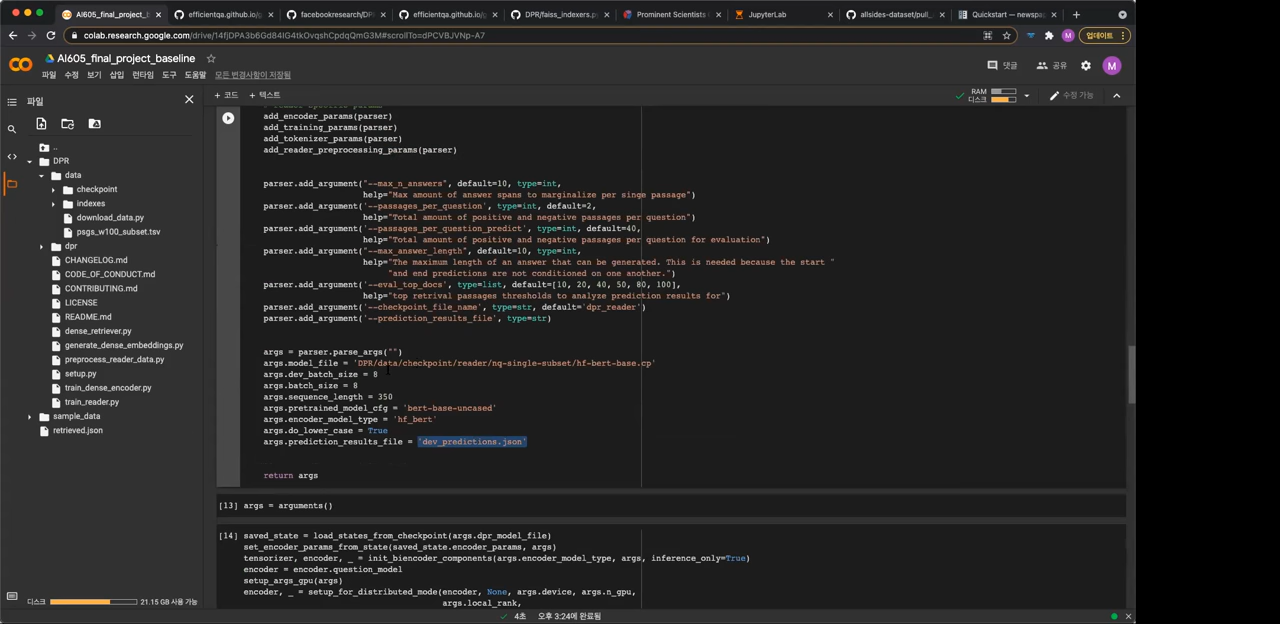 AI605_final_project_baseline
efficientqa.github.io/g
facebookresearch/DPR
efficientqa.github.io/g
DPR/faiss_indexers.py
Prominent Scientists
JupyterLab
allsides-dataset/pull_
Quickstart — newspa
colab.research.google.com/drive/14fjDPA3b6Gd84IG4tkOvqshCpdqQmG3M#scrollTo=dPCVBJVNp-A7
M
업데이트
AI605_final_project_baseline
파일 수정 보기 삽입 런타임 도구 도움말 모든 변경사항이 저장됨
댓글
공유
M
파일
+ 코드 + 텍스트
RAM
디스크
수정 가능
..
DPR
data
checkpoint
indexes
download_data.py
psgs_w100_subset.tsv
dpr
CHANGELOG.md
CODE_OF_CONDUCT.md
CONTRIBUTING.md
LICENSE
README.md
dense_retriever.py
generate_dense_embeddings.py
preprocess_reader_data.py
setup.py
train_dense_encoder.py
train_reader.py
sample_data
retrieved.json
디스크
21.15 GB 사용 가능
add_encoder_params(parser)
add_training_params(parser)
add_tokenizer_params(parser)
add_reader_preprocessing_params(parser)
parser.add_argument("--max_n_answers", default=10, type=int,
help="Max amount of answer spans to marginalize per singe passage")
parser.add_argument('--passages_per_question', type=int, default=2,
help="Total amount of positive and negative passages per question")
parser.add_argument('--passages_per_question_predict', type=int, default=40,
help="Total amount of positive and negative passages per question for evaluation")
parser.add_argument("--max_answer_length", default=10, type=int,
help="The maximum length of an answer that can be generated. This is needed because the start "
"and end predictions are not conditioned on one another.")
parser.add_argument('--eval_top_docs', type=list, default=[10, 20, 40, 50, 80, 100],
help="top retrival passages thresholds to analyze prediction results for")
parser.add_argument('--checkpoint_file_name', type=str, default='dpr_reader')
parser.add_argument('--prediction_results_file', type=str)
args = parser.parse_args("")
args.model_file = 'DPR/data/checkpoint/reader/nq-single-subset/hf-bert-base.cp'
args.dev_batch_size = 8
args.batch_size = 8
args.sequence_length = 350
args.pretrained_model_cfg = 'bert-base-uncased'
args.encoder_model_type = 'hf_bert'
args.do_lower_case = True
args.prediction_results_file = 'dev_predictions.json'
return args
[13] args = arguments()
[14] saved_state = load_states_from_checkpoint(args.dpr_model_file)
set_encoder_params_from_state(saved_state.encoder_params, args)
tensorizer, encoder, _ = init_biencoder_components(args.encoder_model_type, args, inference_only=True)
encoder = encoder.question_model
setup_args_gpu(args)
encoder, _ = setup_for_distributed_mode(encoder, None, args.device, args.n_gpu,
args.local_rank,
4초 오후 3:24에 완료됨